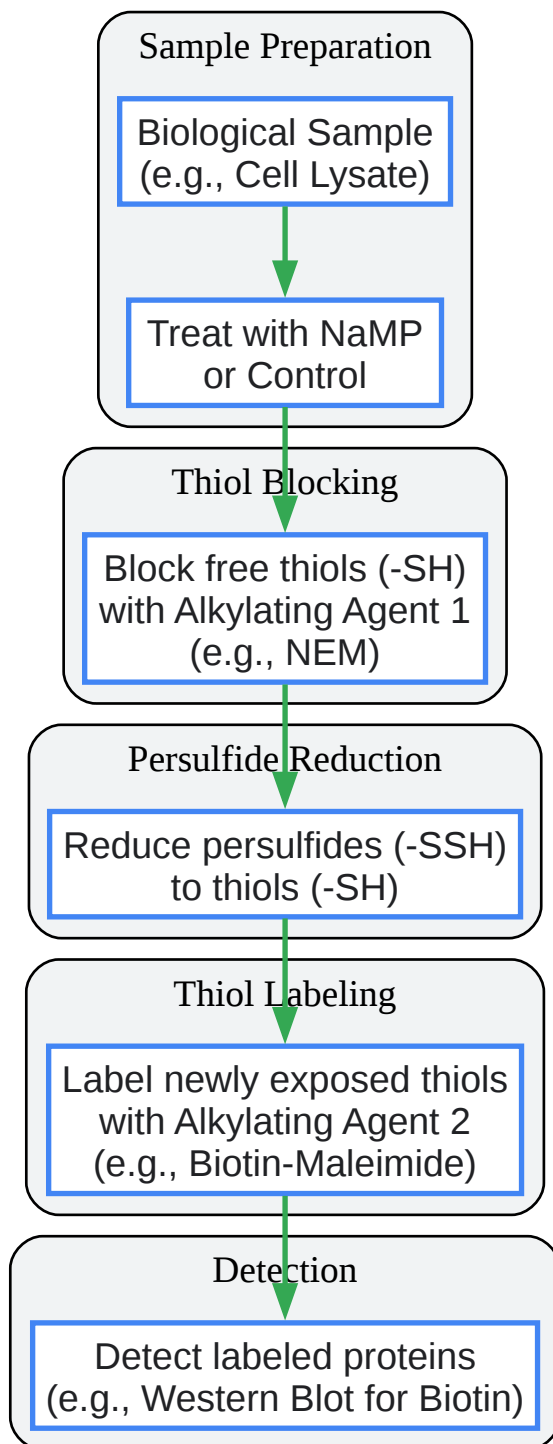 Sample Preparation
Biological Sample
(e.g., Cell Lysate)
Treat with NaMP
or Control
Thiol Blocking
Block free thiols (-SH)
with Alkylating Agent 1
(e.g., NEM)
Persulfide Reduction
Reduce persulfides (-SSH)
to thiols (-SH)
Thiol Labeling
Label newly exposed thiols
with Alkylating Agent 2
(e.g., Biotin-Maleimide)
Detection
Detect labeled proteins
(e.g., Western Blot for Biotin)